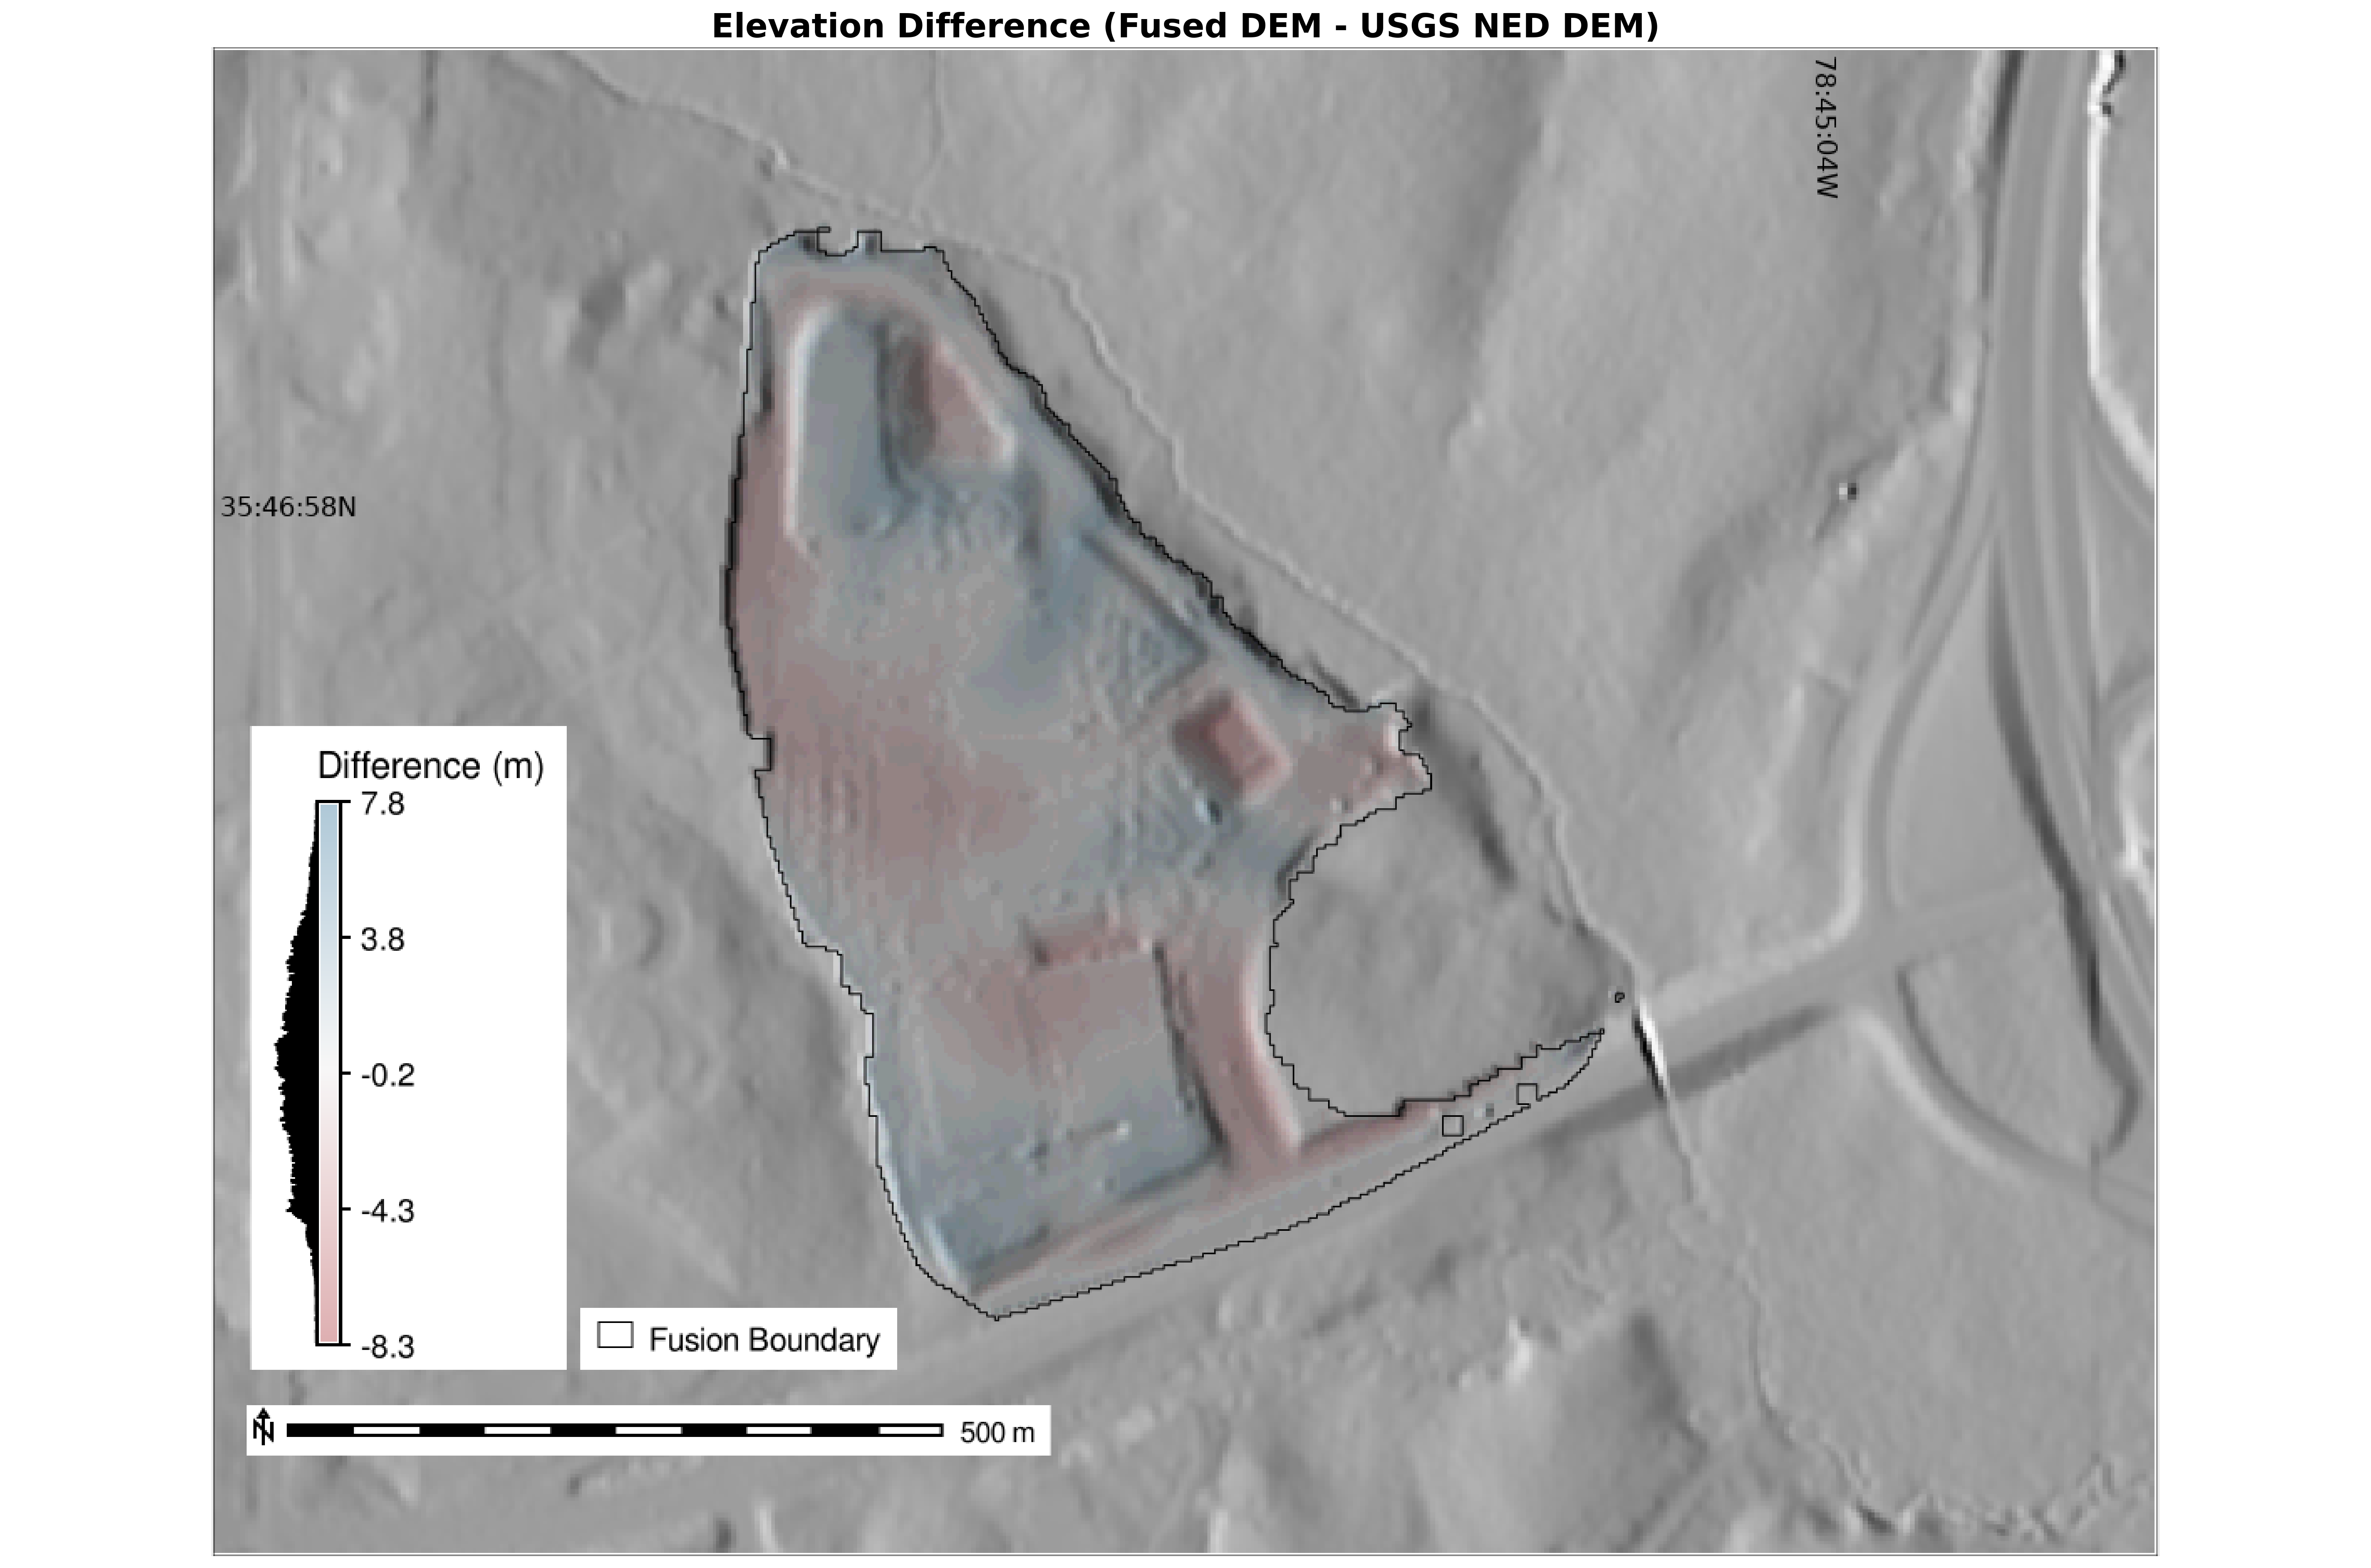 Elevation Difference (Fused DEM - USGS NED DEM)
78:45:04W
35:46:58N
Difference (m)
7.8
3.8
-0.2
-4.3
-8.3
Fusion Boundary
N
500 m